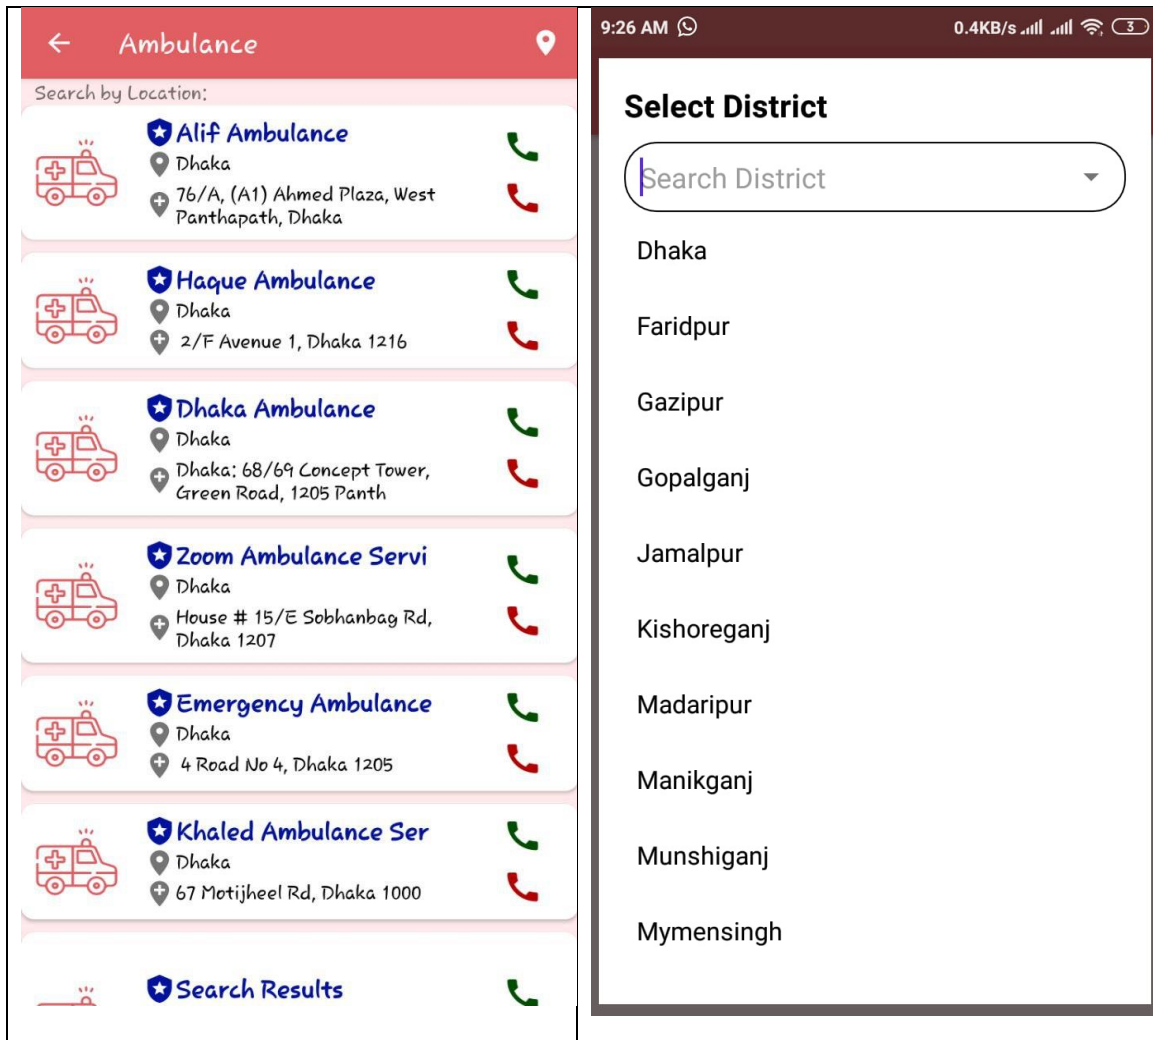 Ambulance
Search by Location:
Alif Ambulance
Dhaka
76/A, (A1) Ahmed Plaza, West
Panthapath, Dhaka
Haque Ambulance
Dhaka
2/F Avenue 1, Dhaka 1216
Dhaka Ambulance
Dhaka
Dhaka: 68/69 Concept Tower,
Green Road, 1205 Panth
Zoom Ambulance Servi
Dhaka
House # 15/E Sobhanbag Rd,
Dhaka 1207
Emergency Ambulance
Dhaka
4 Road No 4, Dhaka 1205
Khaled Ambulance Ser
Dhaka
67 Motijheel Rd, Dhaka 1000
Search Results
9:26 AM 0.4KB/s 3
Select District
Search District
Dhaka
Faridpur
Gazipur
Gopalganj
Jamalpur
Kishoreganj
Madaripur
Manikganj
Munshiganj
Mymensingh